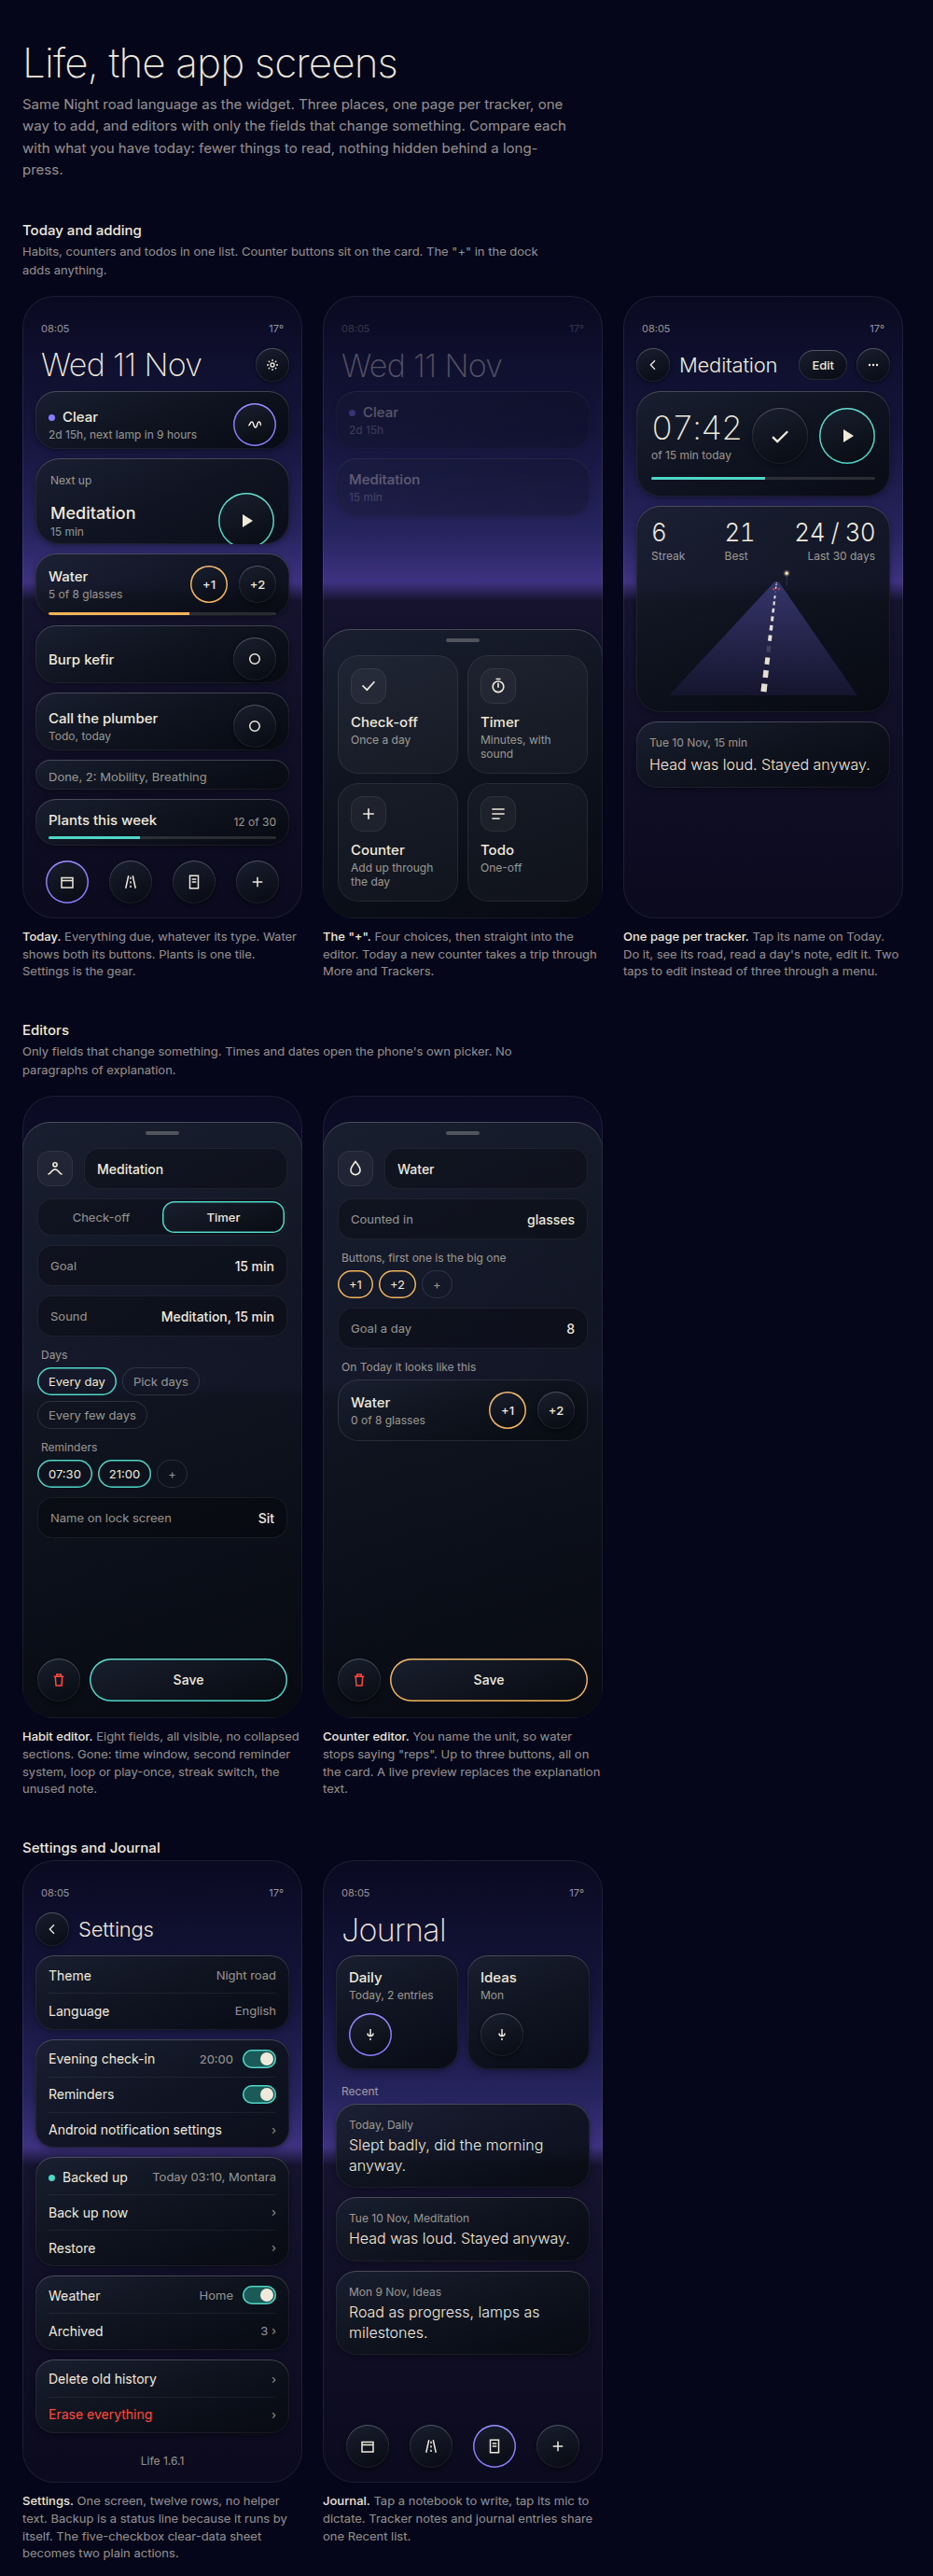 Life, the app screens
Same Night road language as the widget. Three places, one page per tracker, one
way to add, and editors with only the fields that change something. Compare each
with what you have today: fewer things to read, nothing hidden behind a long-
press.
Today and adding
Habits, counters and todos in one list. Counter buttons sit on the card. The "+" in the dock
adds anything.
08:05
17°
Wed 11 Nov
Clear
2d 15h, next lamp in 9 hours
Next up
Meditation
15 min
Water
5 of 8 glasses
+1
+2
Burp kefir
Call the plumber
Todo, today
Done, 2: Mobility, Breathing
Plants this week
12 of 30
Today. Everything due, whatever its type. Water
shows both its buttons. Plants is one tile.
Settings is the gear.
08:05
17°
Wed 11 Nov
Clear
2d 15h
Meditation
15 min
Check-off
Once a day
Timer
Minutes, with
sound
Counter
Add up through
the day
Todo
One-off
The "+". Four choices, then straight into the
editor. Today a new counter takes a trip through
More and Trackers.
08:05
17°
Meditation
Edit
07:42
of 15 min today
6
Streak
21
Best
24 / 30
Last 30 days
Tue 10 Nov, 15 min
Head was loud. Stayed anyway.
One page per tracker. Tap its name on Today.
Do it, see its road, read a day's note, edit it. Two
taps to edit instead of three through a menu.
Editors
Only fields that change something. Times and dates open the phone's own picker. No
paragraphs of explanation.
Meditation
Check-off
Timer
Goal
15 min
Sound
Meditation, 15 min
Days
Every day
Pick days
Every few days
Reminders
07:30
21:00
+
Name on lock screen
Sit
Save
Habit editor. Eight fields, all visible, no collapsed
sections. Gone: time window, second reminder
system, loop or play-once, streak switch, the
unused note.
Water
Counted in
glasses
Buttons, first one is the big one
+1
+2
+
Goal a day
8
On Today it looks like this
Water
0 of 8 glasses
+1
+2
Save
Counter editor. You name the unit, so water
stops saying "reps". Up to three buttons, all on
the card. A live preview replaces the explanation
text.
Settings and Journal
08:05
17°
Settings
Theme
Night road
Language
English
Evening check-in
20:00
Reminders
Android notification settings
›
Backed up
Today 03:10, Montara
Back up now
›
Restore
›
Weather
Home
Archived
3 ›
Delete old history
›
Erase everything
›
Life 1.6.1
Settings. One screen, twelve rows, no helper
text. Backup is a status line because it runs by
itself. The five-checkbox clear-data sheet
becomes two plain actions.
08:05
17°
Journal
Daily
Today, 2 entries
Ideas
Mon
Recent
Today, Daily
Slept badly, did the morning
anyway.
Tue 10 Nov, Meditation
Head was loud. Stayed anyway.
Mon 9 Nov, Ideas
Road as progress, lamps as
milestones.
Journal. Tap a notebook to write, tap its mic to
dictate. Tracker notes and journal entries share
one Recent list.